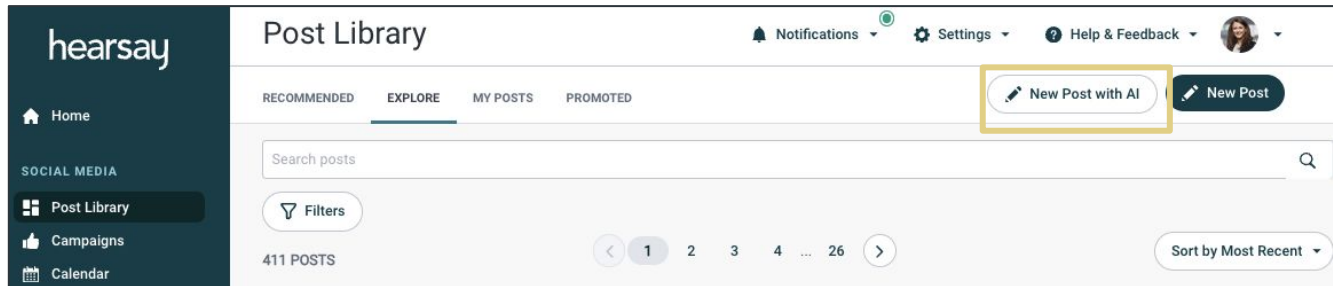 hearsay
Home
SOCIAL MEDIA
Post Library
Campaigns
Calendar
Post Library
Notifications
Settings
Help & Feedback
RECOMMENDED EXPLORE MY POSTS PROMOTED
New Post with AI
New Post
Search posts
Filters
411 POSTS
1 2 3 4 ... 26
Sort by Most Recent